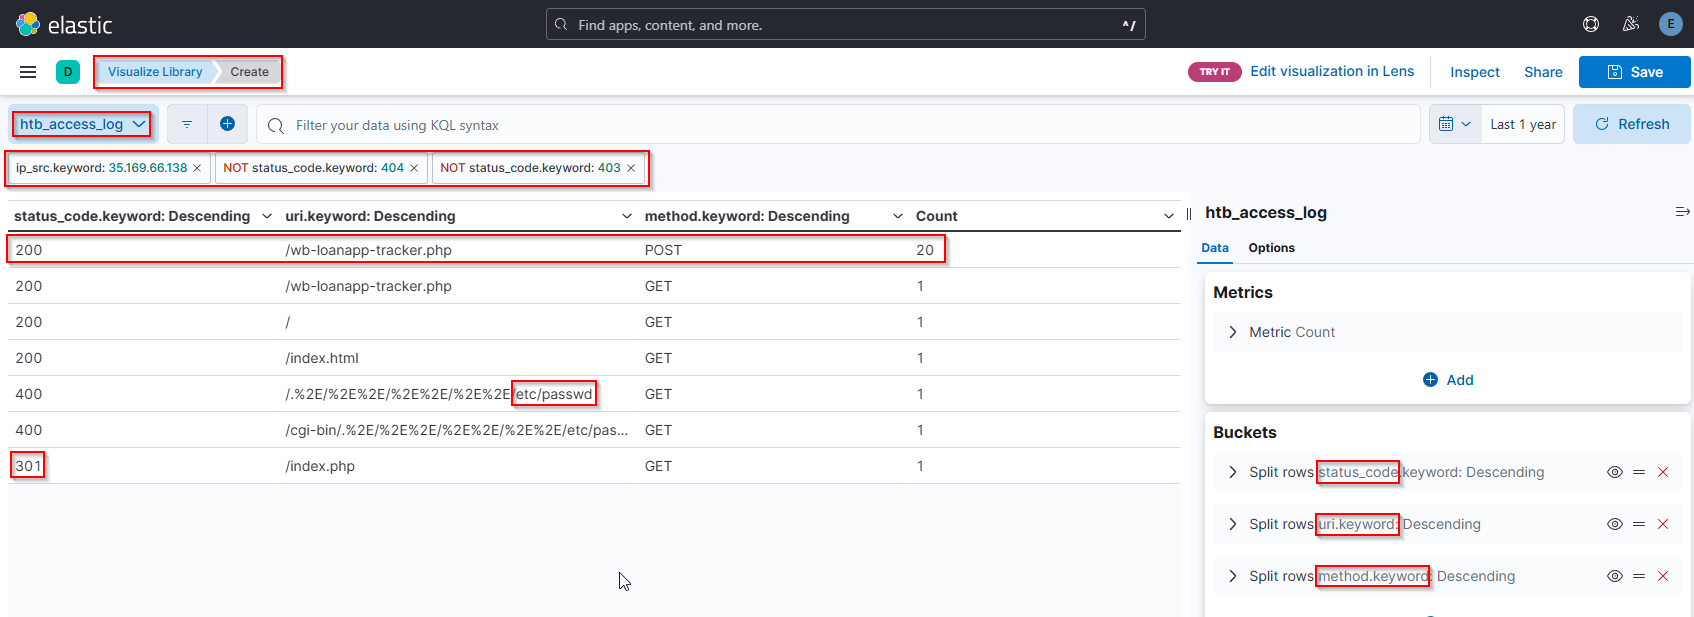 elastic
Find apps, content, and more.
^/
E
D
Visualize Library
Create
TRY IT
Edit visualization in Lens
Inspect
Share
Save
htb_access_log
Filter your data using KQL syntax
Last 1 year
Refresh
ip_src.keyword: 35.169.66.138 ×
NOT status_code.keyword: 404 ×
NOT status_code.keyword: 403 ×
status_code.keyword: Descending uri.keyword: Descending method.keyword: Descending Count
200 /wb-loanapp-tracker.php POST 20
200 /wb-loanapp-tracker.php GET 1
200 / GET 1
200 /index.html GET 1
400 /.%2E/%2E%2E/%2E%2E/%2E%2E/etc/passwd GET 1
400 /cgi-bin/.%2E/%2E%2E/%2E%2E/%2E%2E/etc/pas... GET 1
301 /index.php GET 1
htb_access_log
Data Options
Metrics
Metric Count
Add
Buckets
Split rows status_code.keyword: Descending
Split rows uri.keyword: Descending
Split rows method.keyword: Descending